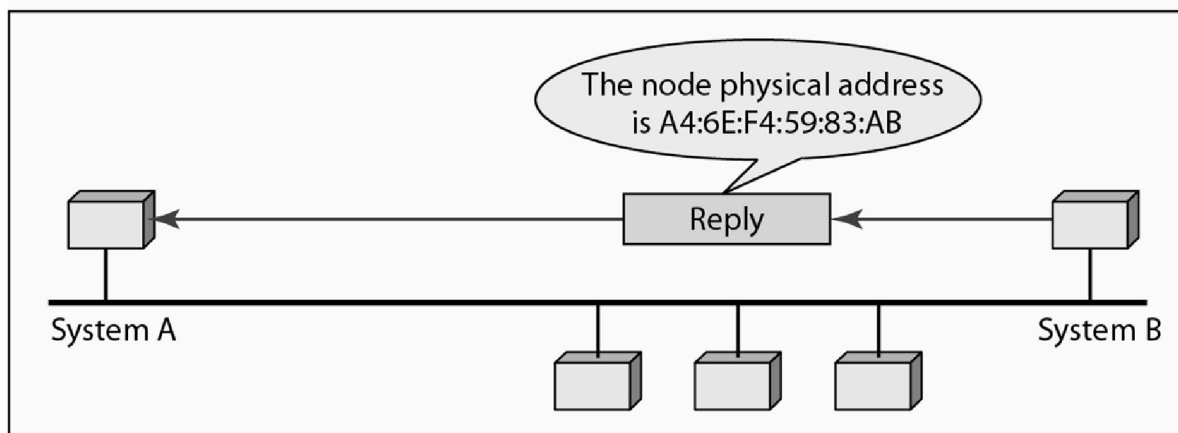 The node physical address
is A4:6E:F4:59:83:AB
Reply
System A
System B